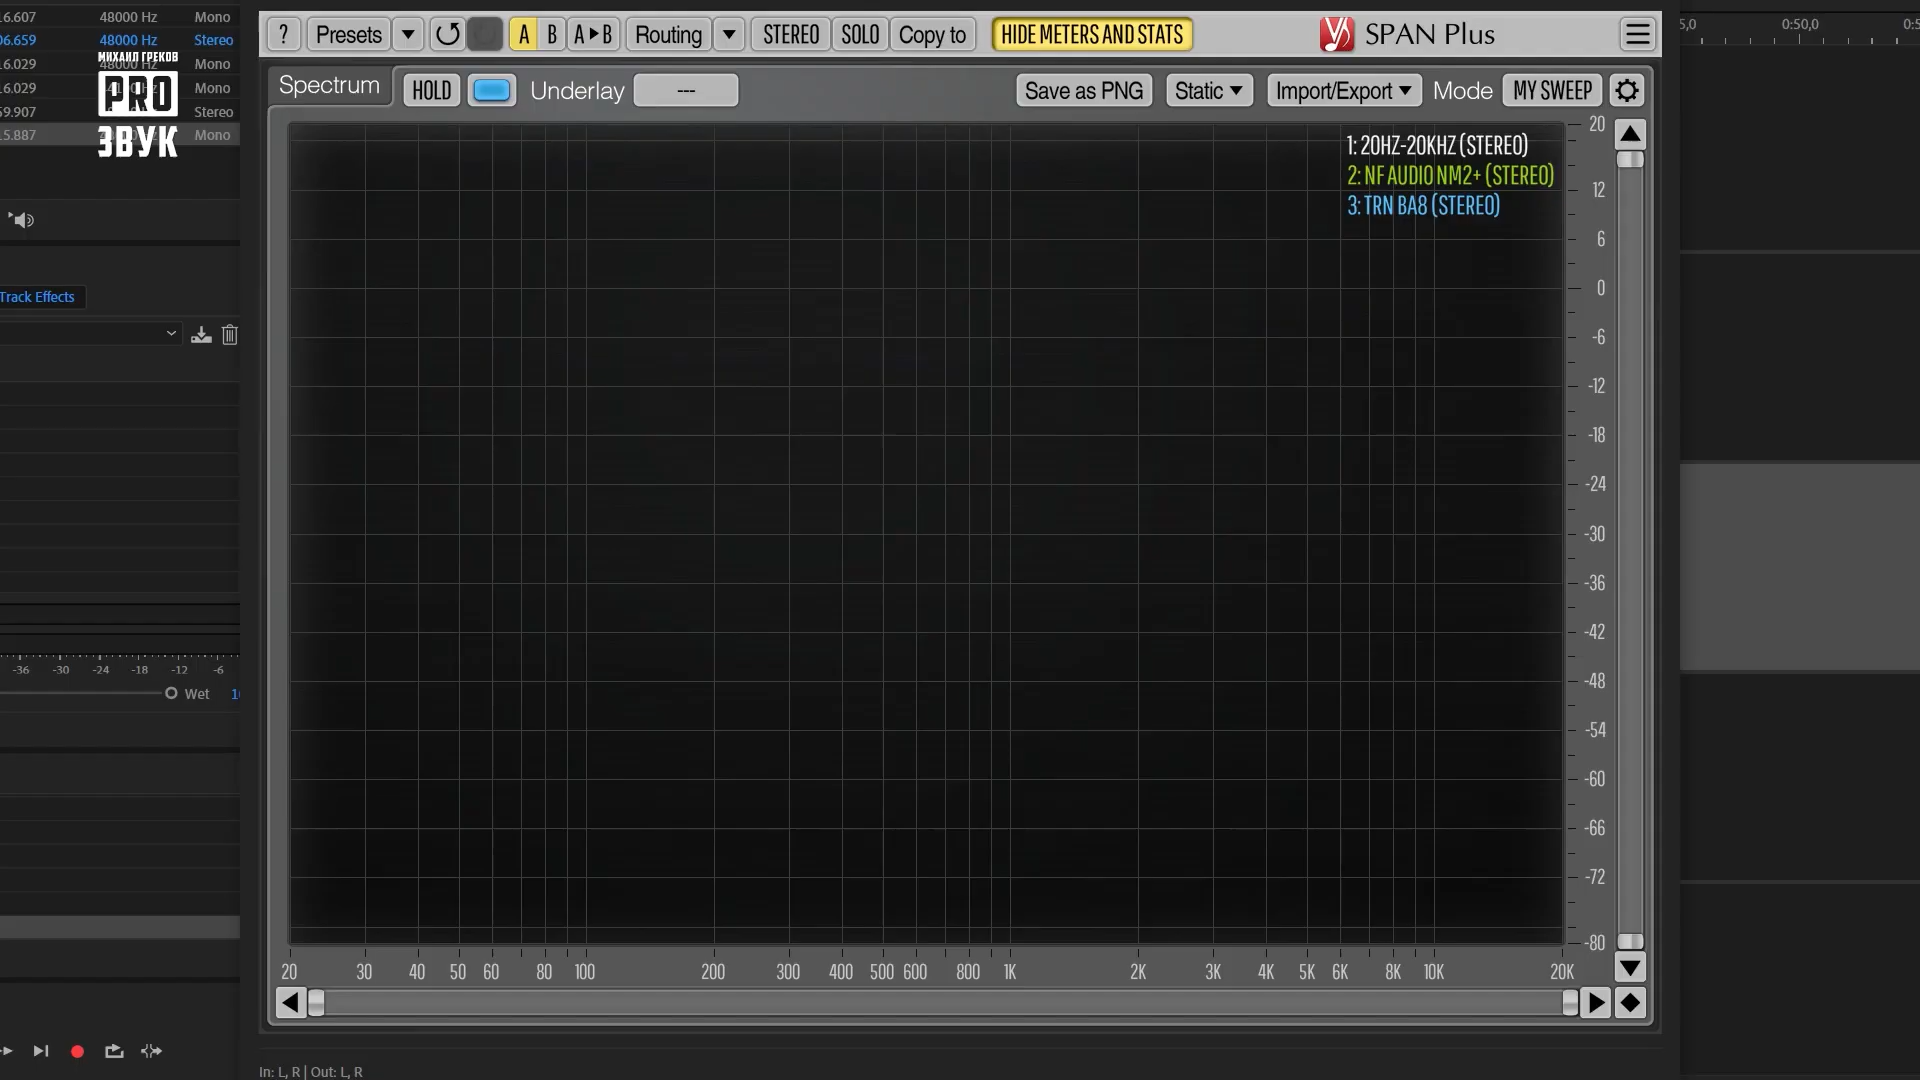 16.607 48000 Hz Mono
06.659 48000 Hz Stereo
16.029 48000 Hz Mono
16.029 Mono
59.907 Stereo
15.887 Mono
МИХАИЛ ГРЕКОВ
PRO
ЗВУК
Track Effects
-36 -30 -24 -18 -12 -6
Wet
? Presets A B A▸B Routing STEREO SOLO Copy to HIDE METERS AND STATS SPAN Plus
Spectrum HOLD Underlay --- Save as PNG Static Import/Export Mode MY SWEEP
1: 20HZ-20KHZ (STEREO)
2: NF AUDIO NM2+ (STEREO)
3: TRN BA8 (STEREO)
20
12
6
0
-6
-12
-18
-24
-30
-36
-42
-48
-54
-60
-66
-72
-80
20 30 40 50 60 80 100 200 300 400 500 600 800 1K 2K 3K 4K 5K 6K 8K 10K 20K
In: L, R | Out: L, R
5,0 0:50,0